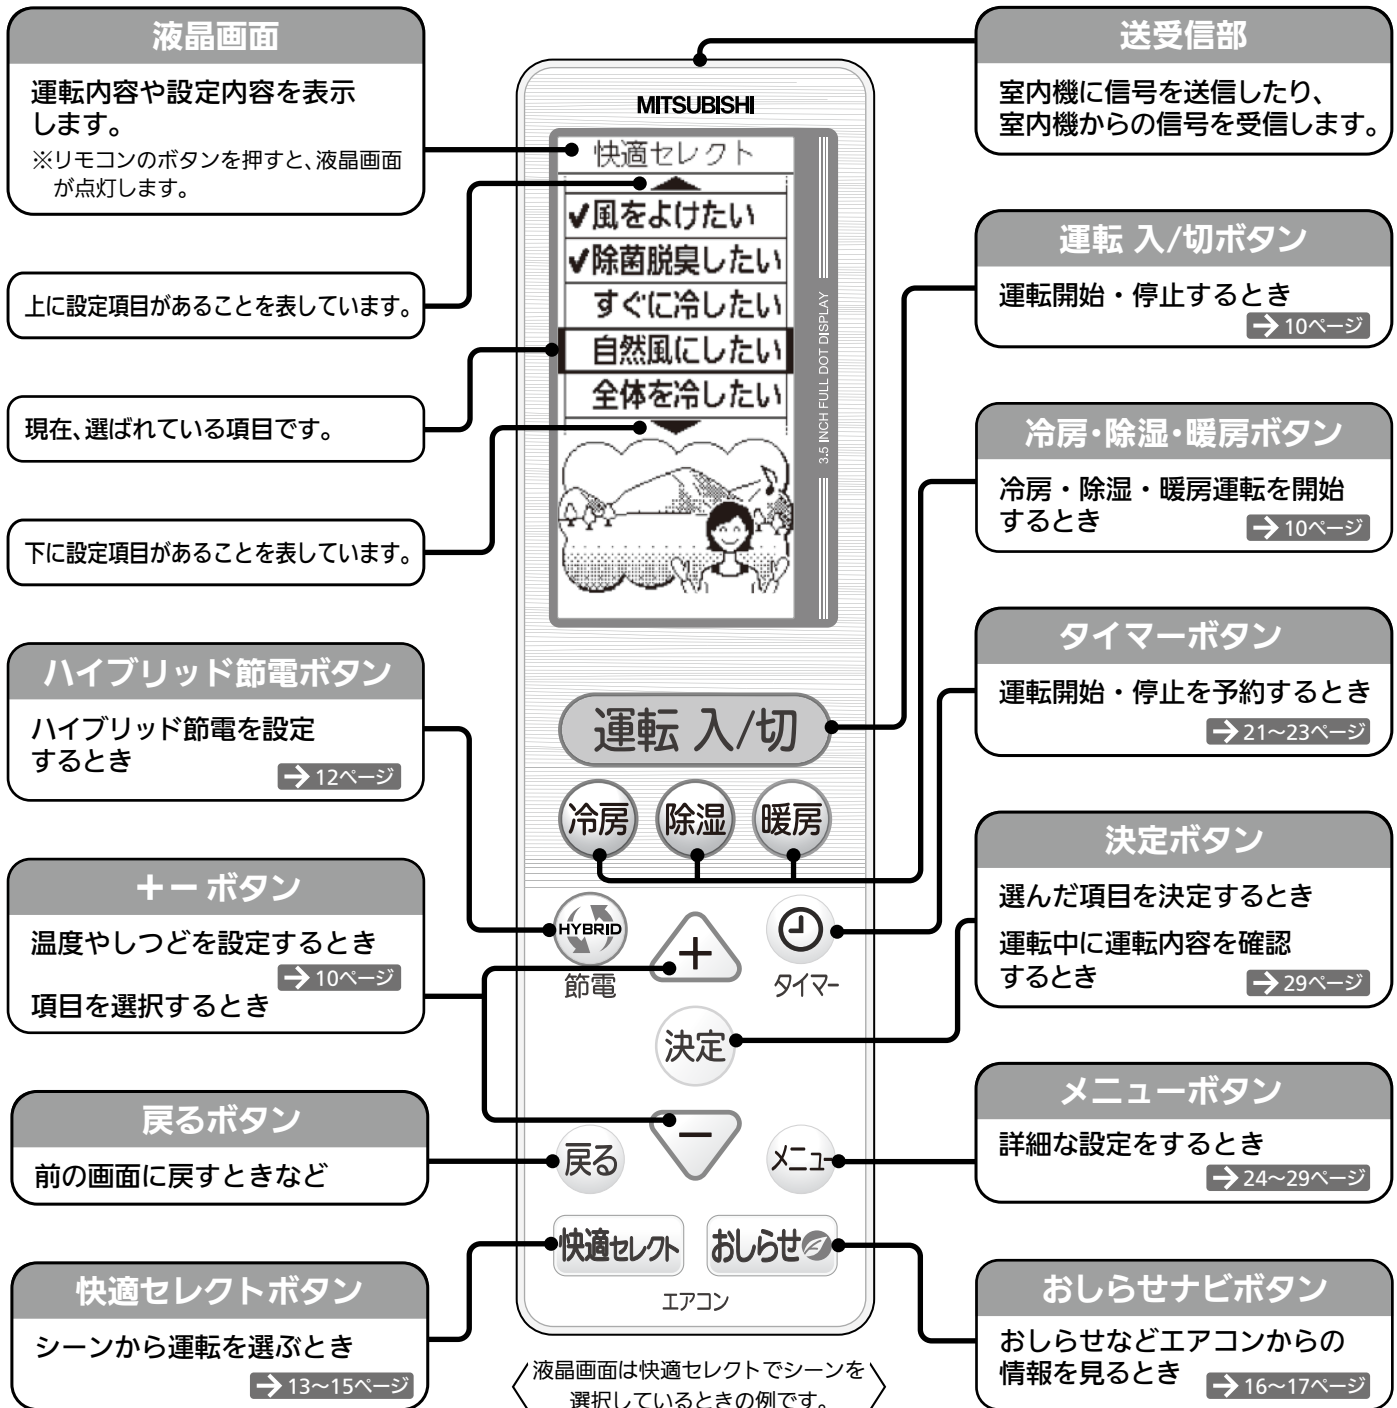 液晶画面
運転内容や設定内容を表示
します。
※リモコンのボタンを押すと、液晶画面
が点灯します。
上に設定項目があることを表しています。
現在、選ばれている項目です。
下に設定項目があることを表しています。
ハイブリッド節電ボタン
ハイブリッド節電を設定
するとき
→12ページ
+－ボタン
温度やしつどを設定するとき
→10ページ
項目を選択するとき
戻るボタン
前の画面に戻すときなど
快適セレクトボタン
シーンから運転を選ぶとき
→13～15ページ
MITSUBISHI
快適セレクト
▲
✓風をよけたい
✓除菌脱臭したい
すぐに冷したい
自然風にしたい
全体を冷したい
▼
3.5 INCH FULL DOT DISPLAY
運転 入/切
冷房 除湿 暖房
HYBRID
節電
+
タイマー
決定
戻る
－
メニュー
快適セレクト おしらせ
エアコン
液晶画面は快適セレクトでシーンを
選択しているときの例です。
送受信部
室内機に信号を送信したり、
室内機からの信号を受信します。
運転 入/切ボタン
運転開始・停止するとき
→10ページ
冷房・除湿・暖房ボタン
冷房・除湿・暖房運転を開始
するとき
→10ページ
タイマーボタン
運転開始・停止を予約するとき
→21～23ページ
決定ボタン
選んだ項目を決定するとき
運転中に運転内容を確認
するとき
→29ページ
メニューボタン
詳細な設定をするとき
→24～29ページ
おしらせナビボタン
おしらせなどエアコンからの
情報を見るとき
→16～17ページ